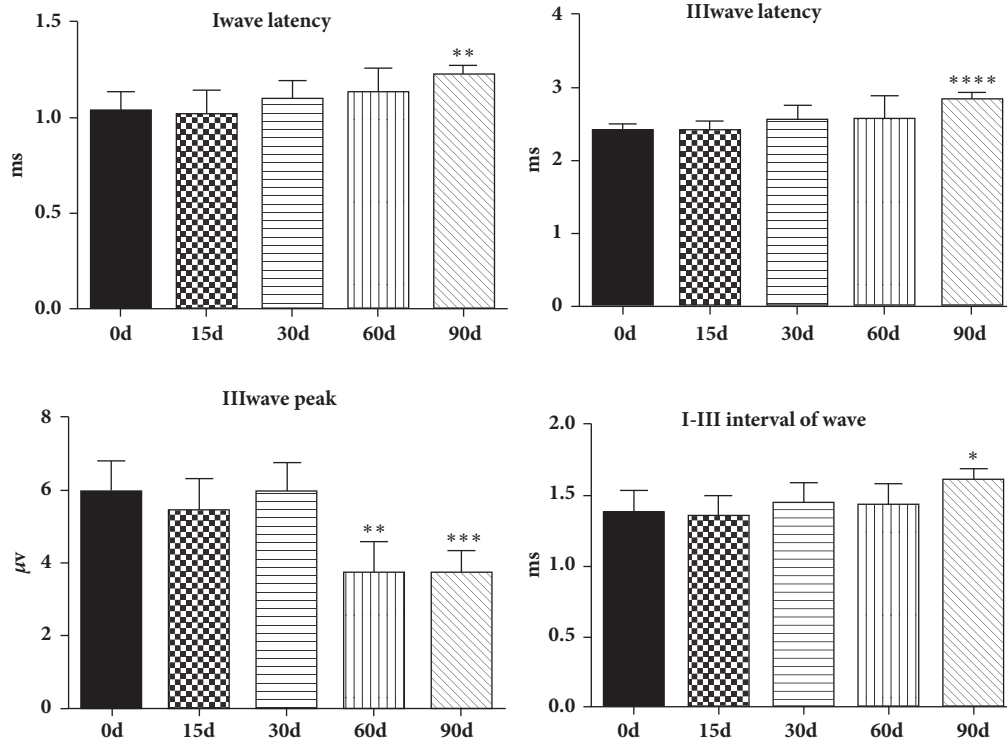 Iwave latency
1.5
1.0
0.5
0.0
ms
**
0d 15d 30d 60d 90d
IIIwave latency
4
3
2
1
0
ms
****
0d 15d 30d 60d 90d
IIIwave peak
8
6
4
2
0
μv
** ***
0d 15d 30d 60d 90d
I-III interval of wave
2.0
1.5
1.0
0.5
0.0
ms
*
0d 15d 30d 60d 90d